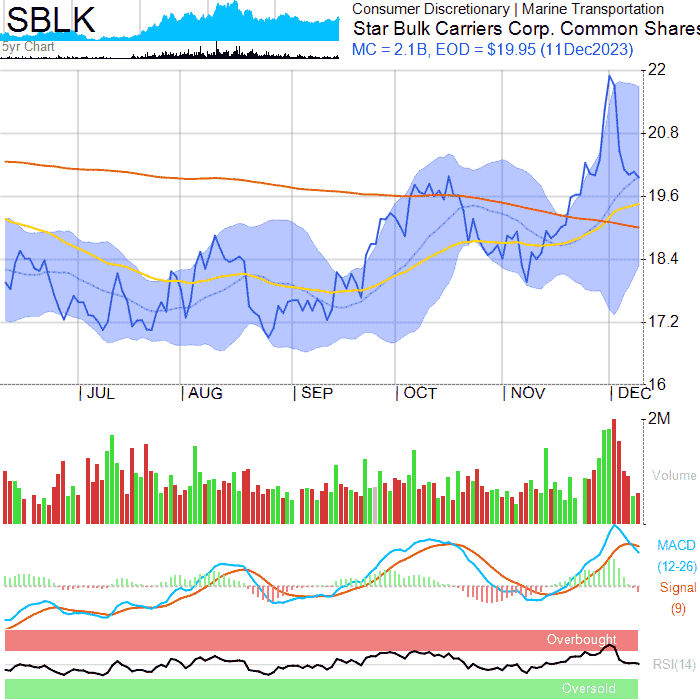 SBLK
5yr Chart
Consumer Discretionary | Marine Transportation
Star Bulk Carriers Corp. Common Shares
MC = 2.1B, EOD = $19.95 (11Dec2023)
22
20.8
19.6
18.4
17.2
16
| JUL | AUG | SEP | OCT | NOV | DEC
2M
Volume
MACD
(12-26)
Signal
(9)
Overbought
RSI(14)
Oversold